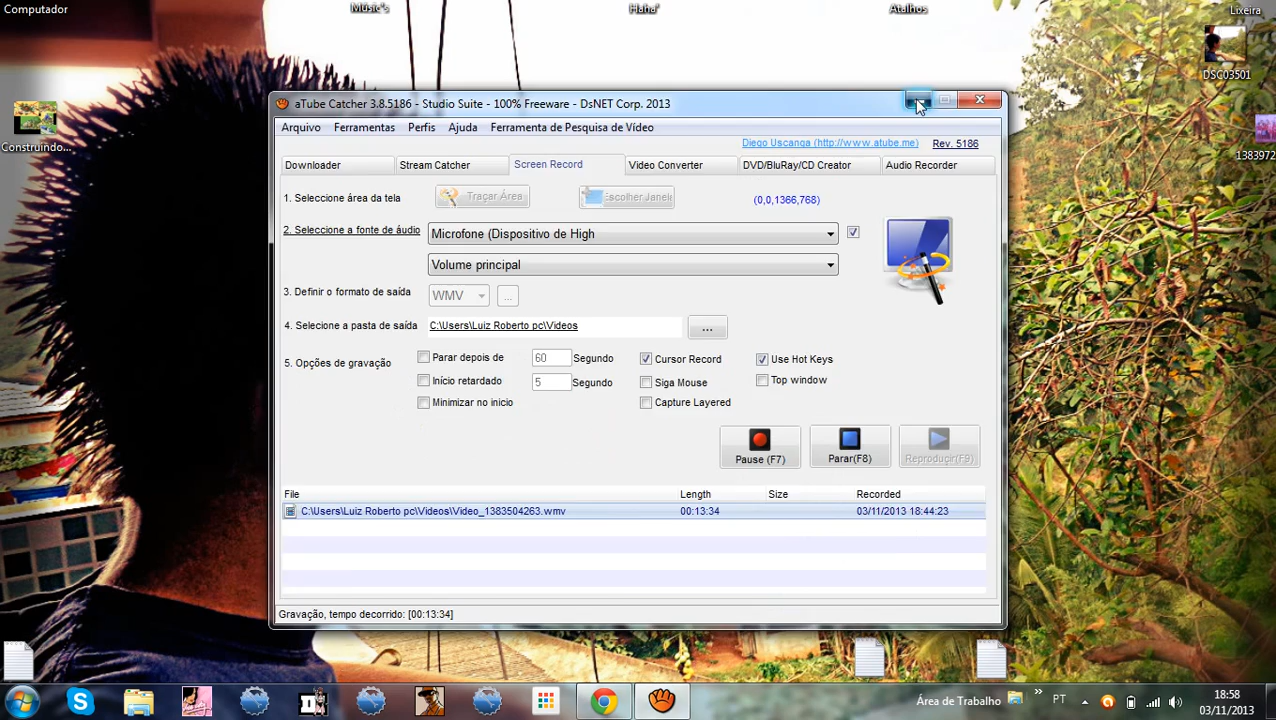 Computador
Músic's
Haha'
Atalhos
Lixeira
DSC03501
Construindo...
1383972
aTube Catcher 3.8.5186 - Studio Suite - 100% Freeware - DsNET Corp. 2013
Arquivo Ferramentas Perfis Ajuda Ferramenta de Pesquisa de Vídeo
Diego Uscanga (http://www.atube.me) Rev. 5186
Downloader Stream Catcher Screen Record Video Converter DVD/BluRay/CD Creator Audio Recorder
1. Seleccione área da tela Traçar Área Escolher Janela (0,0,1366,768)
2. Seleccione a fonte de áudio Microfone (Dispositivo de High
Volume principal
3. Definir o formato de saída WMV ...
4. Selecione a pasta de saída C:\Users\Luiz Roberto pc\Videos ...
5. Opções de gravação Parar depois de 60 Segundo Cursor Record Use Hot Keys
Início retardado 5 Segundo Siga Mouse Top window
Minimizar no inicio Capture Layered
Pause (F7) Parar(F8) Reproducir(F9)
File Length Size Recorded
C:\Users\Luiz Roberto pc\Videos\Video_1383504263.wmv 00:13:34 03/11/2013 18:44:23
Gravação, tempo decorrido: [00:13:34]
Área de Trabalho » PT 18:58
03/11/2013